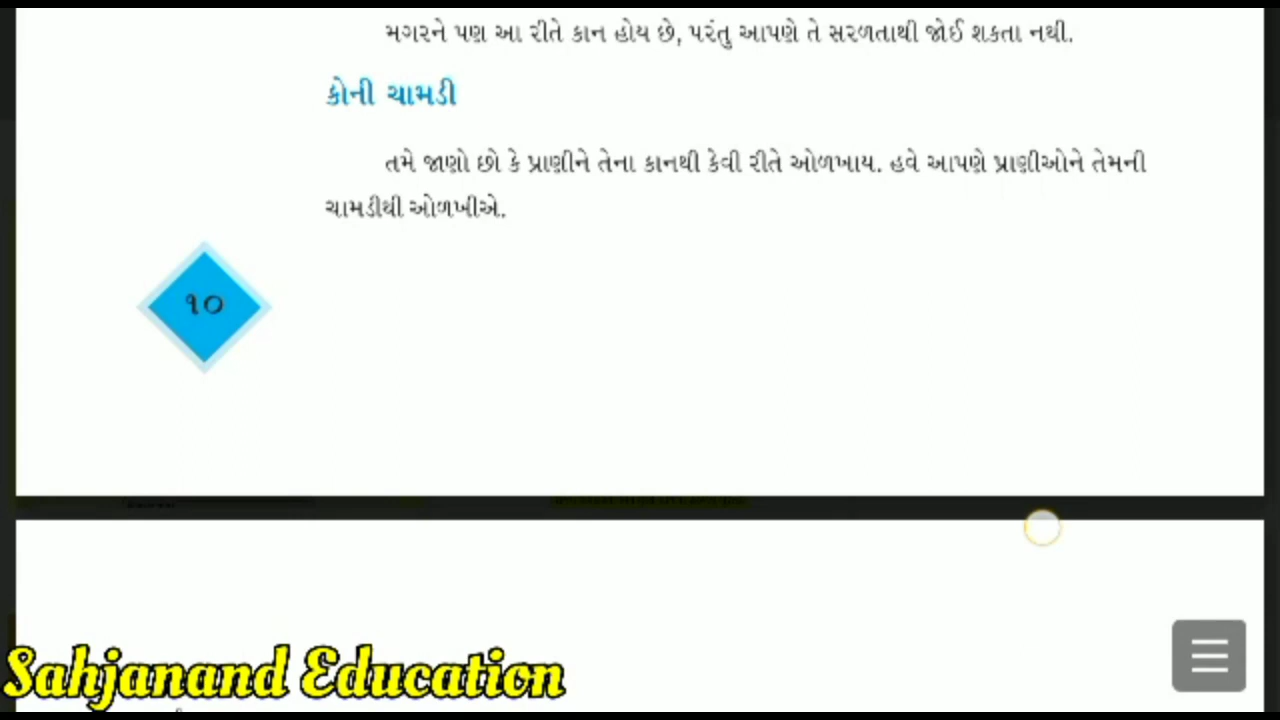 મગરને પણ આ રીતે કાન હોય છે, પરંતુ આપણે તે સરળતાથી જોઈ શકતા નથી.
કોની ચામડી
તમે જાણો છો કે પ્રાણીને તેના કાનથી કેવી રીતે ઓળખાય. હવે આપણે પ્રાણીઓને તેમની
ચામડીથી ઓળખીએ.
૧૦
Sahjanand Education